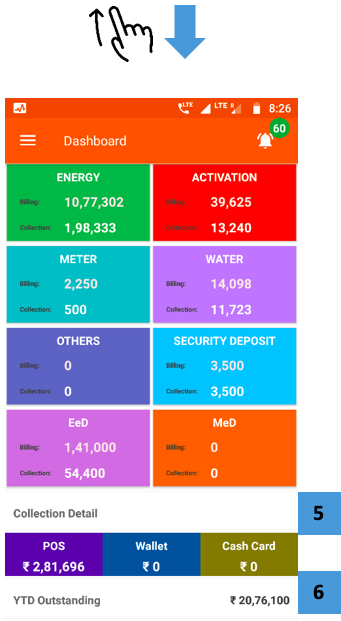 LTE LTE R 8:26
Dashboard 60
ENERGY ACTIVATION
Billing: 10,77,302 Billing: 39,625
Collection: 1,98,333 Collection: 13,240
METER WATER
Billing: 2,250 Billing: 14,098
Collection: 500 Collection: 11,723
OTHERS SECURITY DEPOSIT
Billing: 0 Billing: 3,500
Collection: 0 Collection: 3,500
EeD MeD
Billing: 1,41,000 Billing: 0
Collection: 54,400 Collection: 0
Collection Detail 5
POS Wallet Cash Card
₹ 2,81,696 ₹ 0 ₹ 0
YTD Outstanding ₹ 20,76,100 6